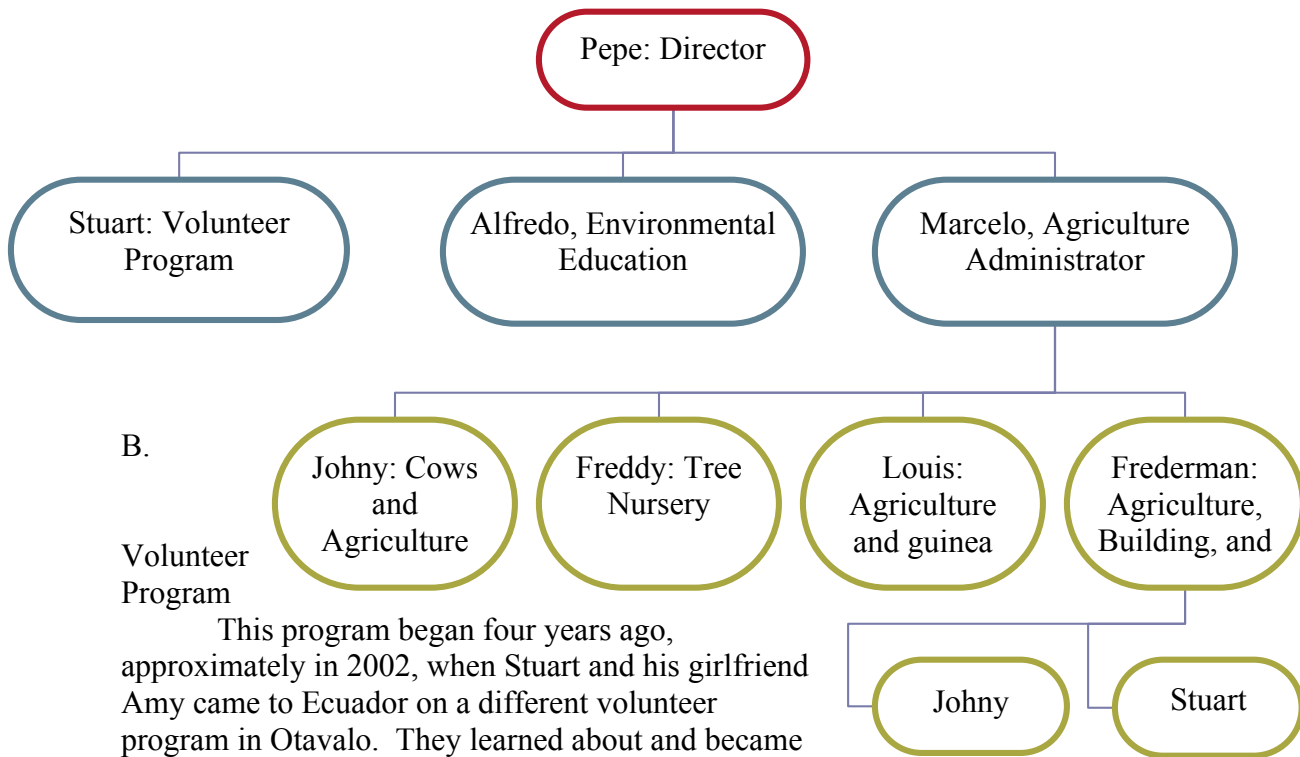 Pepe: Director
Stuart: Volunteer
Program
Alfredo, Environmental
Education
Marcelo, Agriculture
Administrator
Johny: Cows
and
Agriculture
Freddy: Tree
Nursery
Louis:
Agriculture
and guinea
Frederman:
Agriculture,
Building, and
Johny
Stuart
B.
Volunteer
Program
This program began four years ago,
approximately in 2002, when Stuart and his girlfriend
Amy came to Ecuador on a different volunteer
program in Otavalo.  They learned about and became